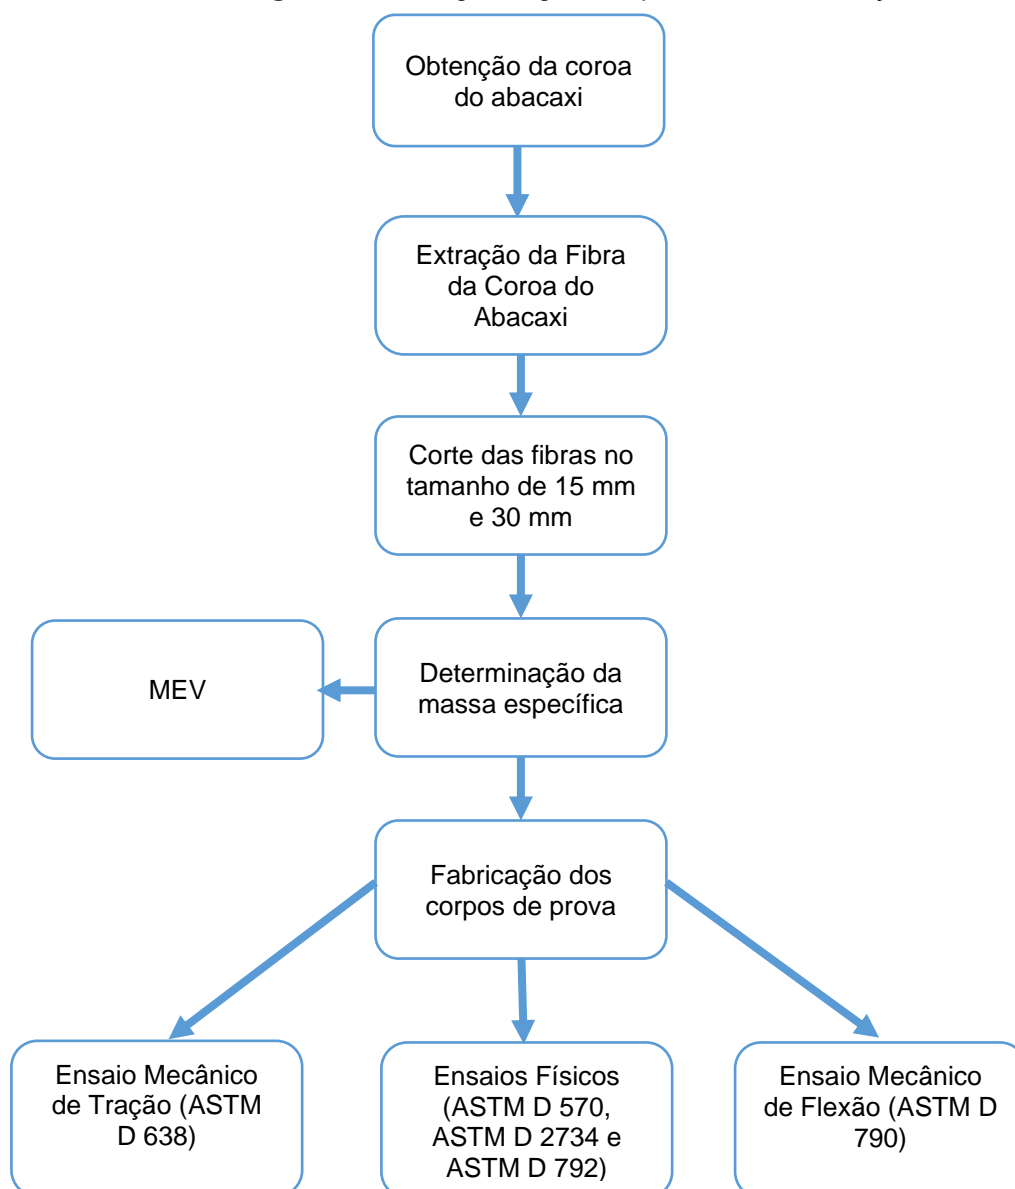 Obtenção da coroa
do abacaxi
Extração da Fibra
da Coroa do
Abacaxi
Corte das fibras no
tamanho de 15 mm
e 30 mm
MEV
Determinação da
massa específica
Fabricação dos
corpos de prova
Ensaio Mecânico
de Tração (ASTM
D 638)
Ensaios Físicos
(ASTM D 570,
ASTM D 2734 e
ASTM D 792)
Ensaio Mecânico
de Flexão (ASTM D
790)